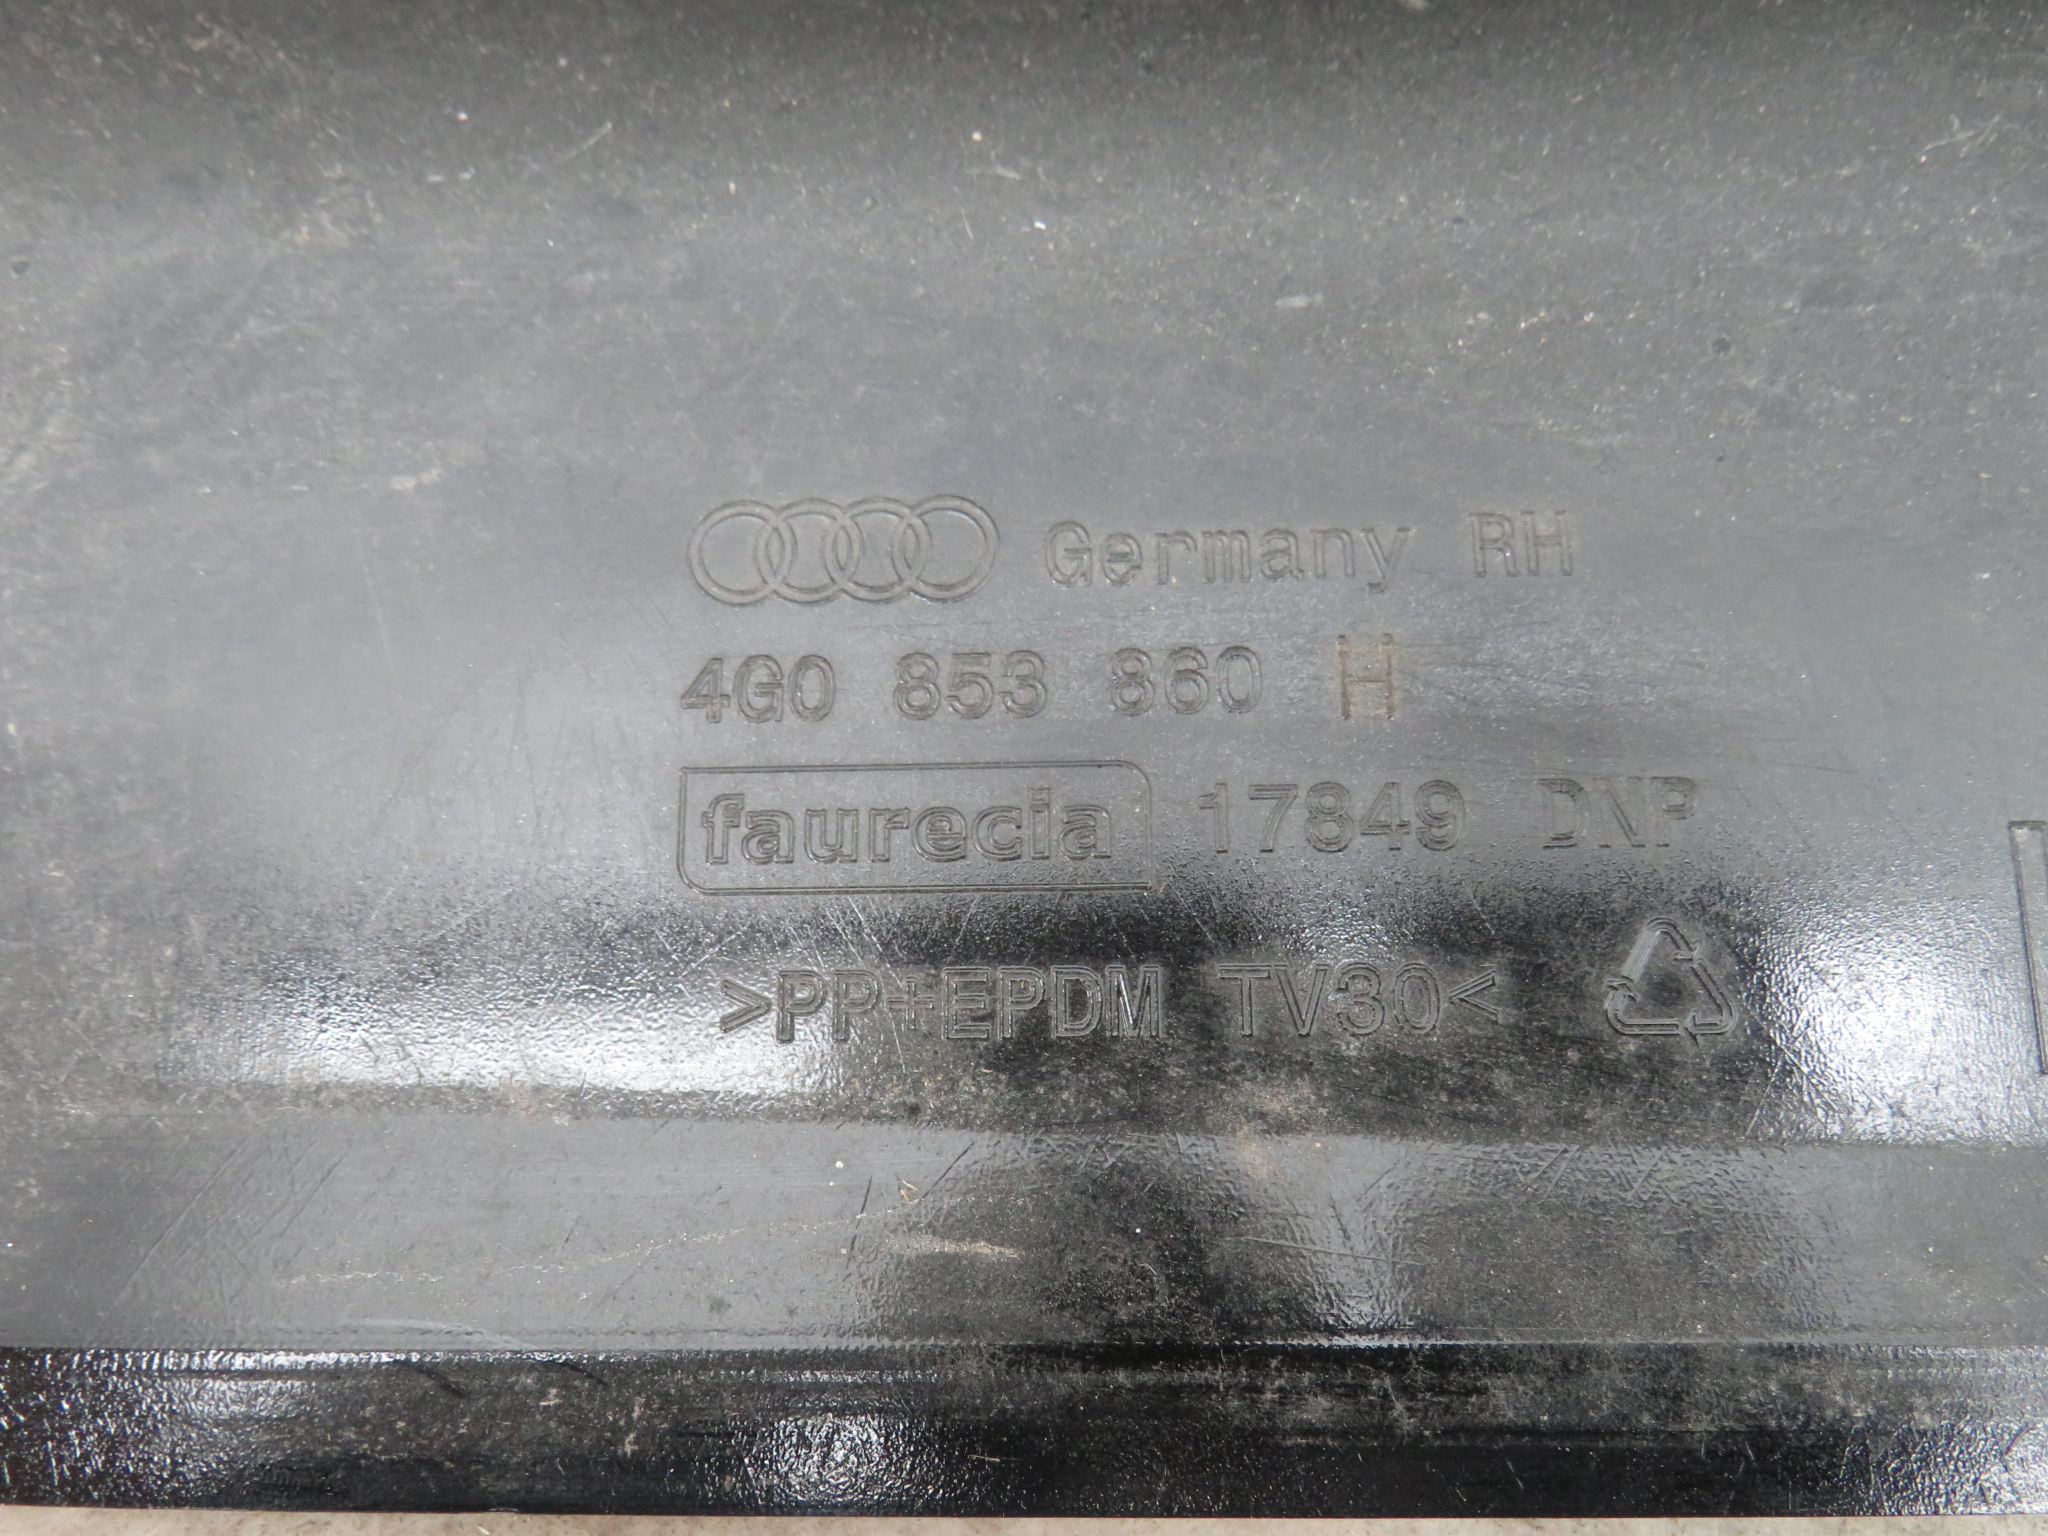 Germany RH
4G0 853 860 H
faurecia 17849 DNP
>PP+EPDM TV30<